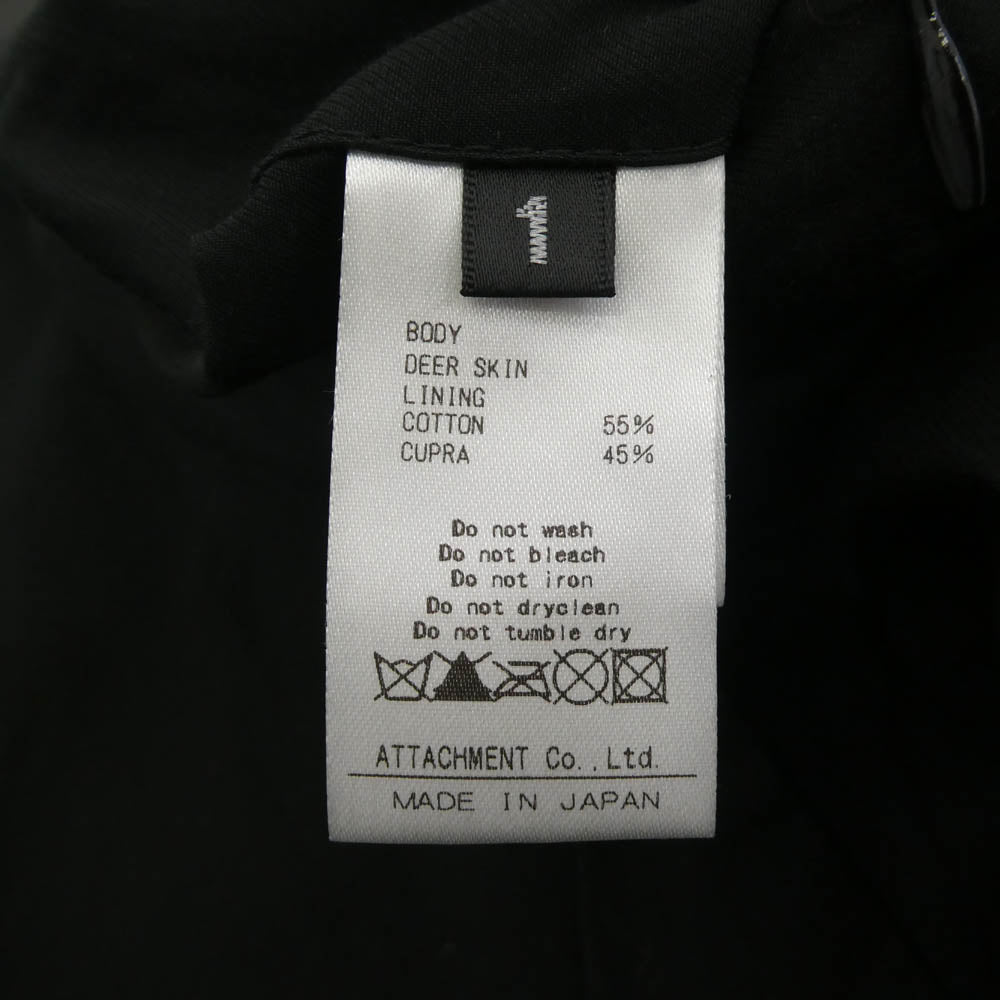 1
BODY
DEER SKIN
LINING
COTTON 55%
CUPRA 45%
Do not wash
Do not bleach
Do not iron
Do not dryclean
Do not tumble dry
ATTACHMENT Co.,Ltd.
MADE IN JAPAN